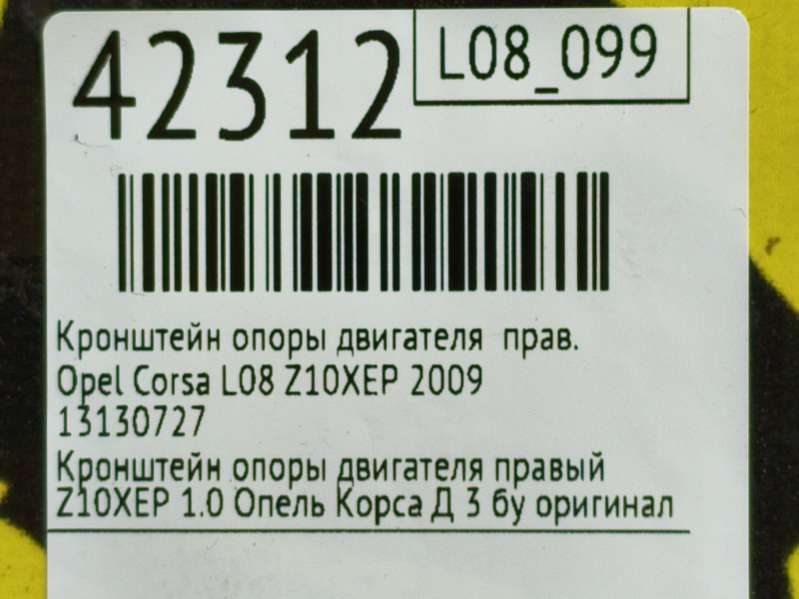 42312
L08_099
Кронштейн опоры двигателя прав.
Opel Corsa L08 Z10XEP 2009
13130727
Кронштейн опоры двигателя правый
Z10XEP 1.0 Опель Корса Д 3 бу оригинал